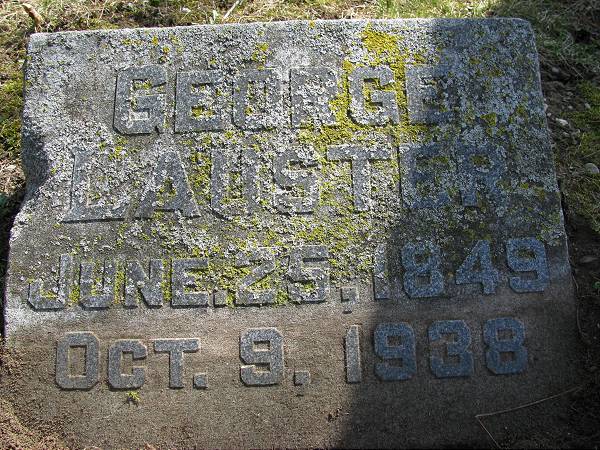 GEORGE
LAUSTER
JUNE.25, 1849
OCT. 9. 1938